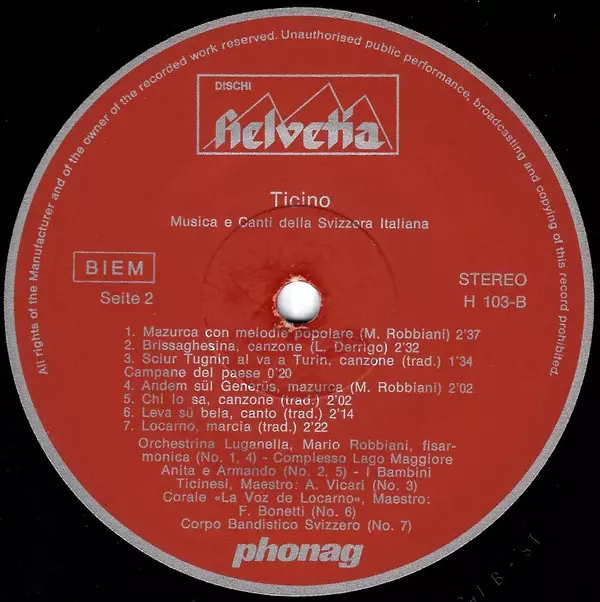 All rights of the Manufacturer and of the owner of the recorded work reserved. Unauthorised public performance, broadcasting and copying of this record prohibited.
DISCHI
helvetia
Ticino
Musica e Canti della Svizzera Italiana
BIEM
Seite 2
STEREO
H 103-B
1. Mazurca con melodie popolare (M. Robbiani) 2'37
2. Brissaghesina, canzone (L. Derrigo) 2'32
3. Sciur Tugnin al va a Turin, canzone (trad.) 1'34
Campane del paese 0'20
4. Andem sül Generüs, mazurca (M. Robbiani) 2'02
5. Chi lo sa, canzone (trad.) 2'02
6. Leva sü bela, canto (trad.) 2'14
7. Locarno, marcia (trad.) 2'22
Orchestrina Luganella, Mario Robbiani, fisar-
monica (No. 1, 4) - Complesso Lago Maggiore
Anita e Armando (No. 2, 5) - I Bambini
Ticinesi, Maestro: A. Vicari (No. 3)
Corale «La Voz de Locarno», Maestro:
F. Bonetti (No. 6)
Corpo Bandistico Svizzero (No. 7)
phonag